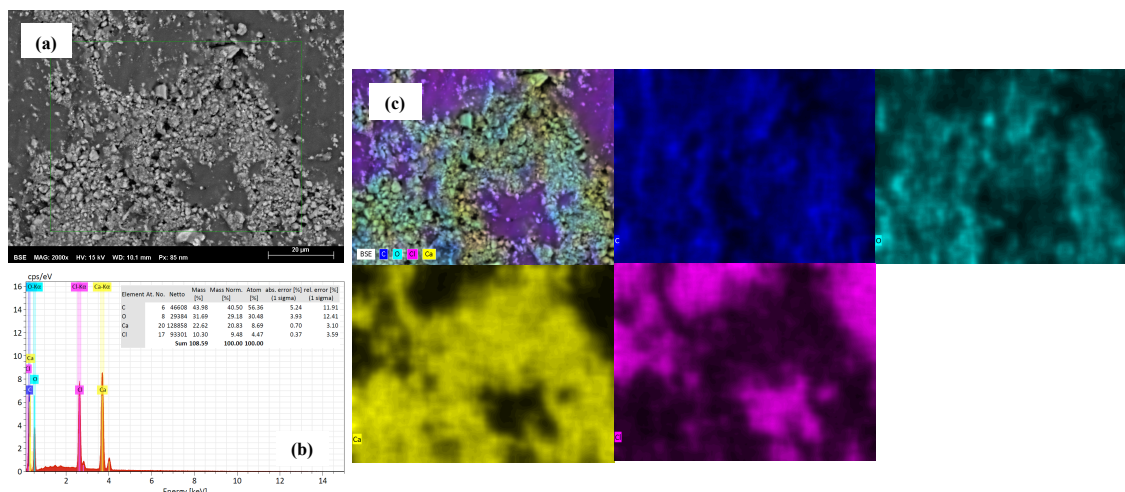 (a)
20 µm
BSE MAG: 2000x HV: 15 kV WD: 10.1 mm Px: 85 nm
(c)
BSE C O Cl Ca
C
O
Ca
Cl
cps/eV
16
14
12
10
8
6
4
2
0
O-Kα Cl-Kα Ca-Kα
Ca
Cl
O
C Cl Ca
Element At. No. Netto Mass Mass Norm. Atom abs. error [%] rel. error [%]
[%] [%] [%] (1 sigma) (1 sigma)
C 6 46608 43.98 40.50 56.36 5.24 11.91
O 8 29384 31.69 29.18 30.48 3.93 12.41
Ca 20 128858 22.62 20.83 8.69 0.70 3.10
Cl 17 93301 10.30 9.48 4.47 0.37 3.59
Sum 108.59 100.00 100.00
(b)
2 4 6 8 10 12 14
Energy [keV]